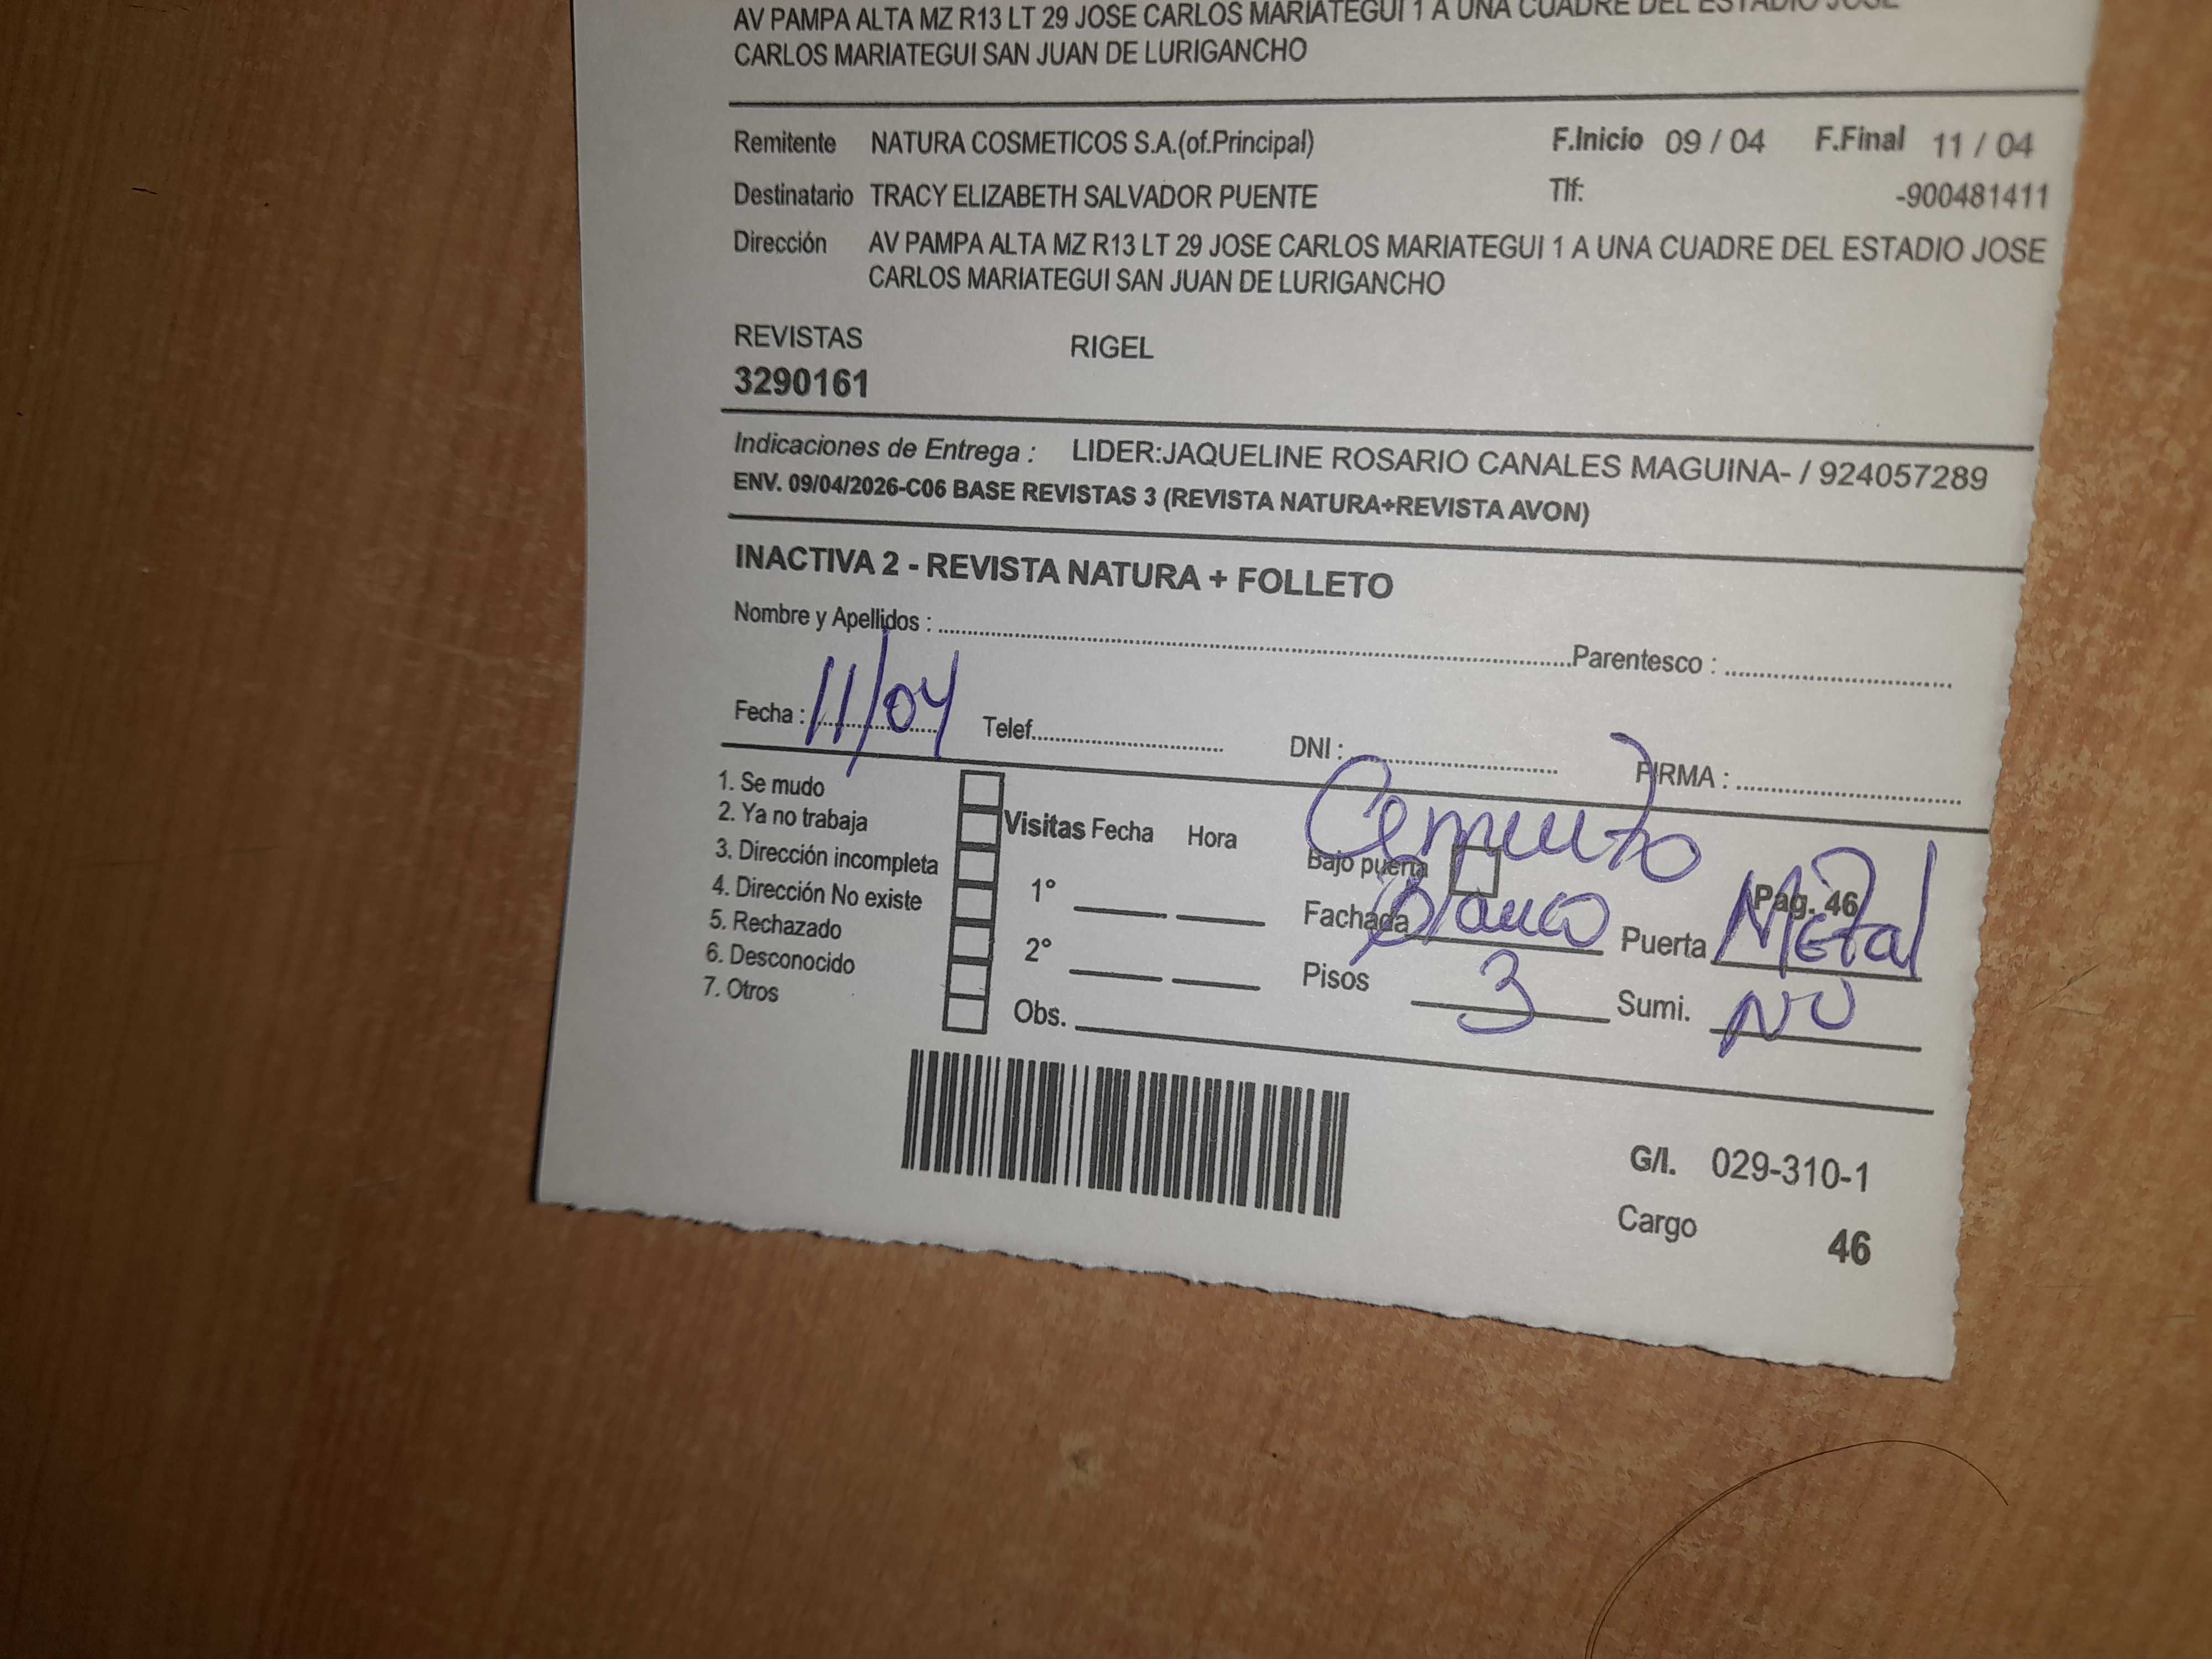 AV PAMPA ALTA MZ R13 LT 29 JOSE CARLOS MARIATEGUI 1 A UNA CUADRE DEL ESTADIO JOSE
CARLOS MARIATEGUI SAN JUAN DE LURIGANCHO
Remitente NATURA COSMETICOS S.A.(of.Principal) F.Inicio 09 / 04 F.Final 11 / 04
Destinatario TRACY ELIZABETH SALVADOR PUENTE Tlf: -900481411
Dirección AV PAMPA ALTA MZ R13 LT 29 JOSE CARLOS MARIATEGUI 1 A UNA CUADRE DEL ESTADIO JOSE
CARLOS MARIATEGUI SAN JUAN DE LURIGANCHO
REVISTAS RIGEL
3290161
Indicaciones de Entrega : LIDER:JAQUELINE ROSARIO CANALES MAGUINA- / 924057289
ENV. 09/04/2026-C06 BASE REVISTAS 3 (REVISTA NATURA+REVISTA AVON)
INACTIVA 2 - REVISTA NATURA + FOLLETO
Nombre y Apellidos : Parentesco :
Fecha : 11/04 Telef. DNI : FIRMA :
1. Se mudo
2. Ya no trabaja Visitas Fecha Hora Cemento
3. Dirección incompleta Bajo puerta Pag. 46
4. Dirección No existe 1° Fachada Blanco Puerta Metal
5. Rechazado
6. Desconocido 2° Pisos 3 Sumi. NO
7. Otros Obs.
G/I. 029-310-1
Cargo 46